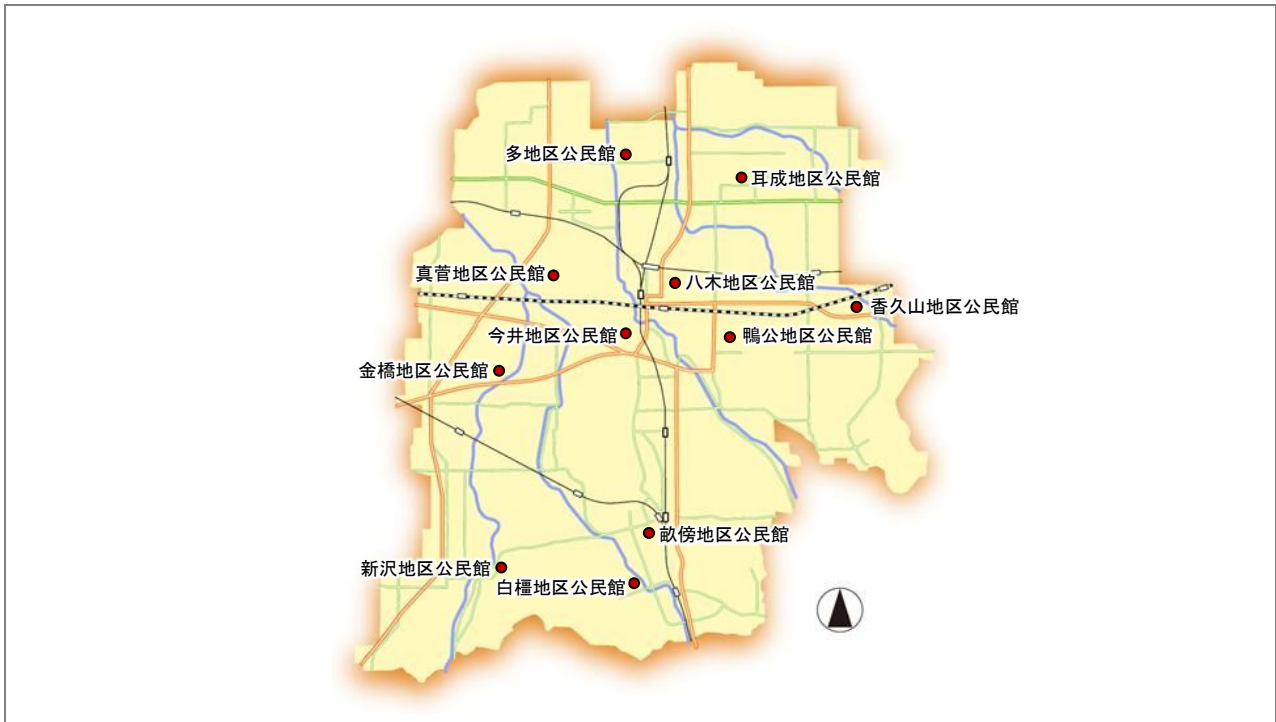 多地区公民館
耳成地区公民館
真菅地区公民館
八木地区公民館
香久山地区公民館
今井地区公民館
鴨公地区公民館
金橋地区公民館
畝傍地区公民館
新沢地区公民館
白橿地区公民館